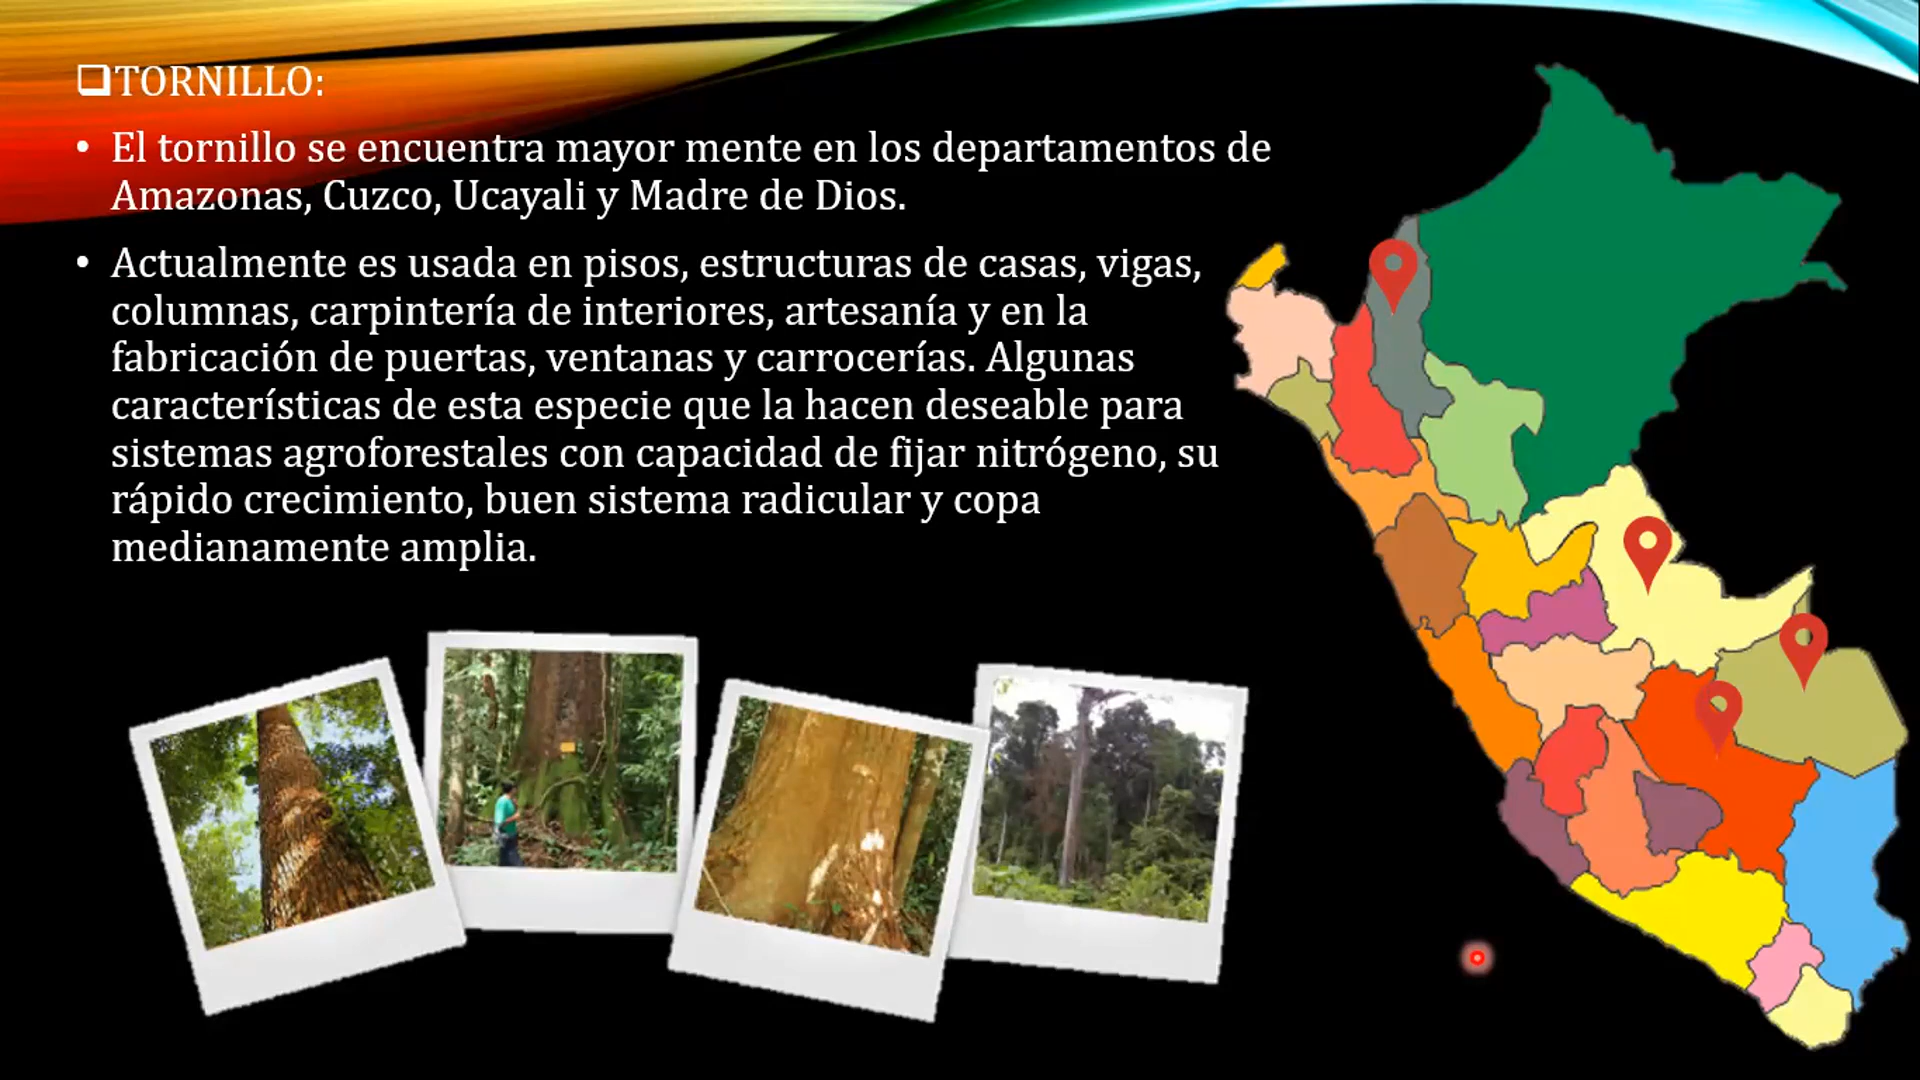 TORNILLO:
• El tornillo se encuentra mayor mente en los departamentos de
Amazonas, Cuzco, Ucayali y Madre de Dios.
• Actualmente es usada en pisos, estructuras de casas, vigas,
columnas, carpintería de interiores, artesanía y en la
fabricación de puertas, ventanas y carrocerías. Algunas
características de esta especie que la hacen deseable para
sistemas agroforestales con capacidad de fijar nitrógeno, su
rápido crecimiento, buen sistema radicular y copa
medianamente amplia.